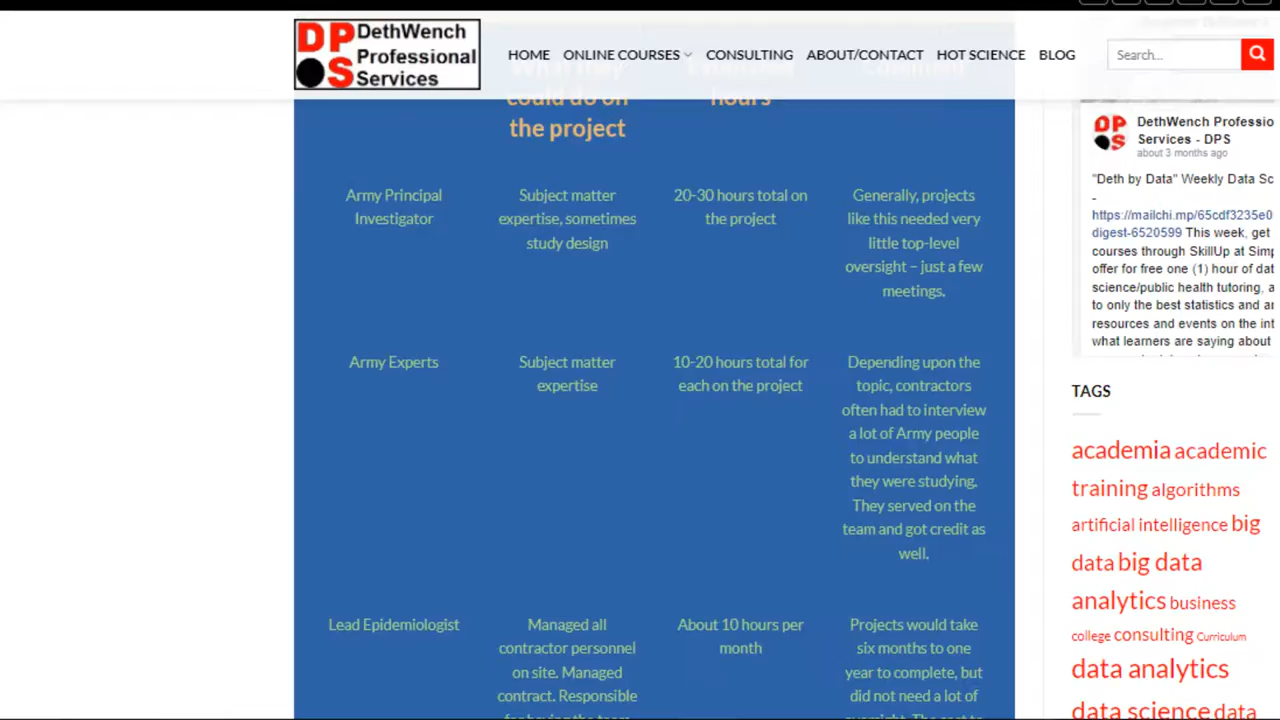 DPS
DethWench
Professional
Services
HOME
ONLINE COURSES
CONSULTING
ABOUT/CONTACT
HOT SCIENCE
BLOG
Search...
could do on
the project
hours
Army Principal
Investigator
Subject matter
expertise, sometimes
study design
20-30 hours total on
the project
Generally, projects
like this needed very
little top-level
oversight – just a few
meetings.
Army Experts
Subject matter
expertise
10-20 hours total for
each on the project
Depending upon the
topic, contractors
often had to interview
a lot of Army people
to understand what
they were studying.
They served on the
team and got credit as
well.
Lead Epidemiologist
Managed all
contractor personnel
on site. Managed
contract. Responsible
About 10 hours per
month
Projects would take
six months to one
year to complete, but
did not need a lot of
DPS
DethWench Professio
Services - DPS
about 3 months ago
"Deth by Data" Weekly Data Sc
-
https://mailchi.mp/65cdf3235e0
digest-6520599 This week, get
courses through SkillUp at Simp
offer for free one (1) hour of dat
science/public health tutoring, a
to only the best statistics and ar
resources and events on the int
what learners are saying about
TAGS
academia academic
training algorithms
artificial intelligence big
data big data
analytics business
college consulting Curriculum
data analytics
data science data